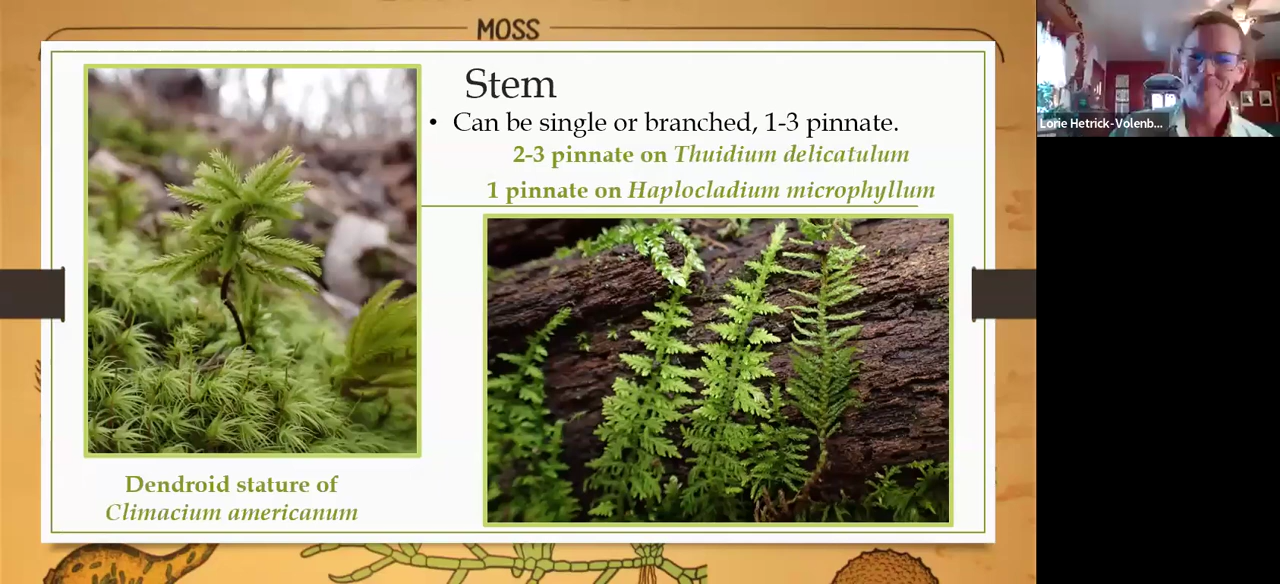 MOSS
Stem
• Can be single or branched, 1-3 pinnate.
2-3 pinnate on Thuidium delicatulum
1 pinnate on Haplocladium microphyllum
Dendroid stature of
Climacium americanum
Lorie Hetrick-Volenb...